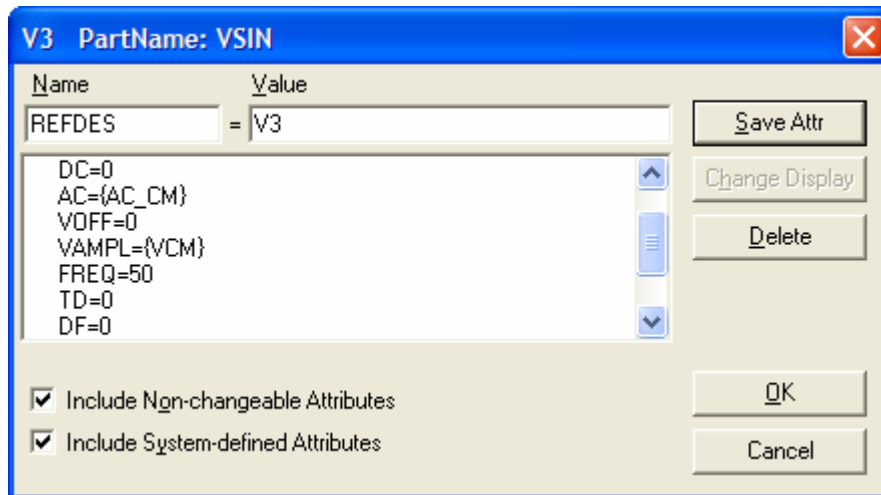 V3 PartName: VSIN
Name Value
REFDES = V3
Save Attr
DC=0
AC={AC_CM}
VOFF=0
VAMPL={VCM}
FREQ=50
TD=0
DF=0
Change Display
Delete
Include Non-changeable Attributes
Include System-defined Attributes
OK
Cancel